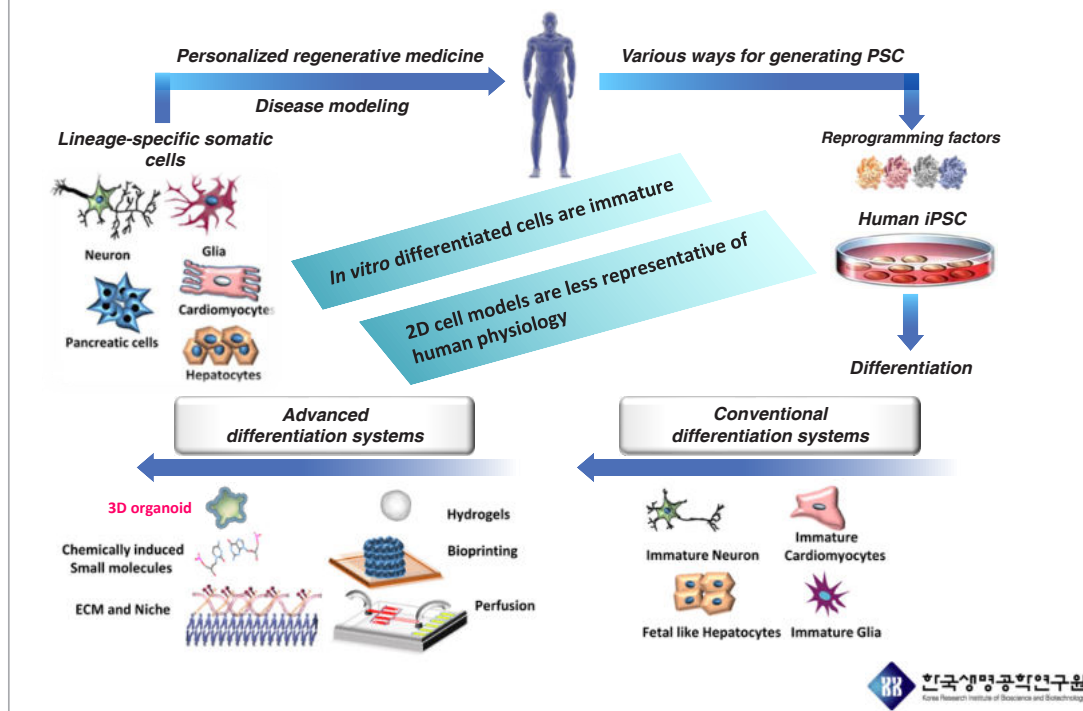 Personalized regenerative medicine
Disease modeling
Various ways for generating PSC
Reprogramming factors
Human iPSC
Differentiation
Lineage-specific somatic
cells
Neuron
Glia
Pancreatic cells
Cardiomyocytes
Hepatocytes
In vitro differentiated cells are immature
2D cell models are less representative of
human physiology
Advanced
differentiation systems
Conventional
differentiation systems
3D organoid
Chemically induced
Small molecules
ECM and Niche
Hydrogels
Bioprinting
Perfusion
Immature Neuron
Immature
Cardiomyocytes
Fetal like Hepatocytes
Immature Glia
한국생명공학연구원
Korea Research Institute of Bioscience and Biotechnology